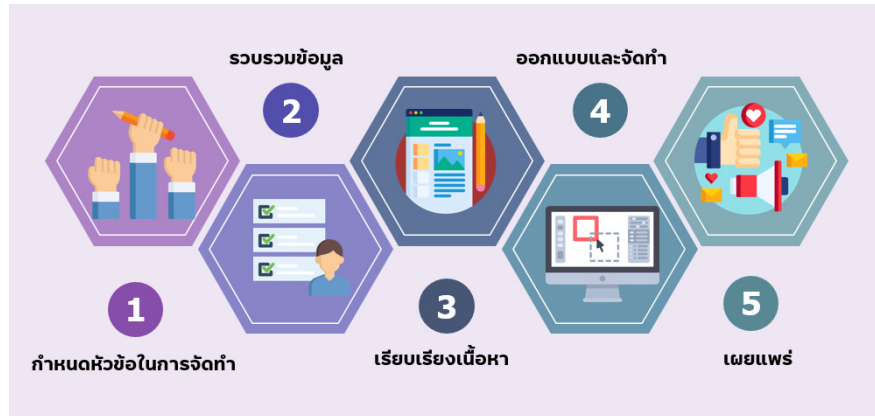 1
กำหนดหัวข้อในการจัดทำ
รวบรวมข้อมูล
2
3
เรียบเรียงเนื้อหา
ออกแบบและจัดทำ
4
5
เผยแพร่